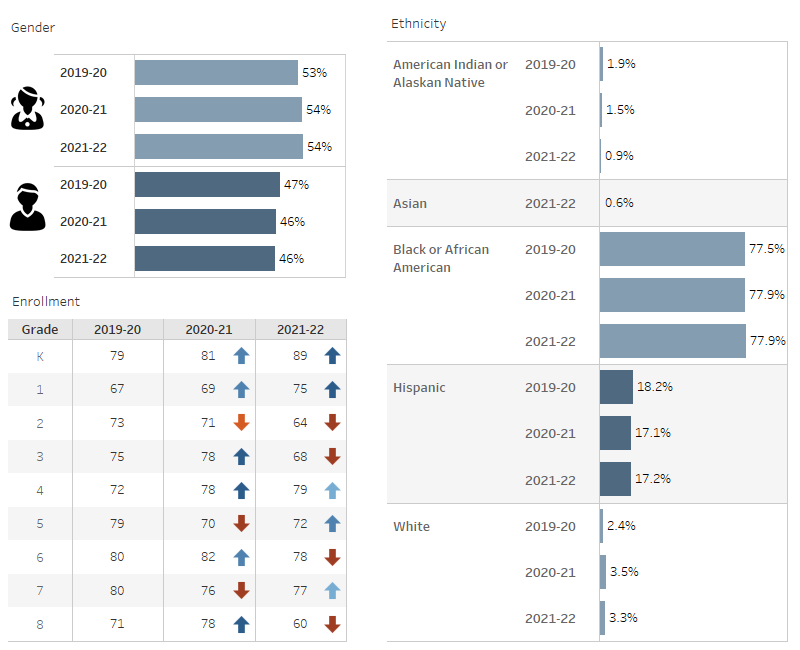 Gender
2019-20 53%
2020-21 54%
2021-22 54%
2019-20 47%
2020-21 46%
2021-22 46%
Enrollment
Grade 2019-20 2020-21 2021-22
K 79 81 89
1 67 69 75
2 73 71 64
3 75 78 68
4 72 78 79
5 79 70 72
6 80 82 78
7 80 76 77
8 71 78 60
Ethnicity
American Indian or 2019-20 1.9%
Alaskan Native
2020-21 1.5%
2021-22 0.9%
Asian 2021-22 0.6%
Black or African 2019-20 77.5%
American
2020-21 77.9%
2021-22 77.9%
Hispanic 2019-20 18.2%
2020-21 17.1%
2021-22 17.2%
White 2019-20 2.4%
2020-21 3.5%
2021-22 3.3%